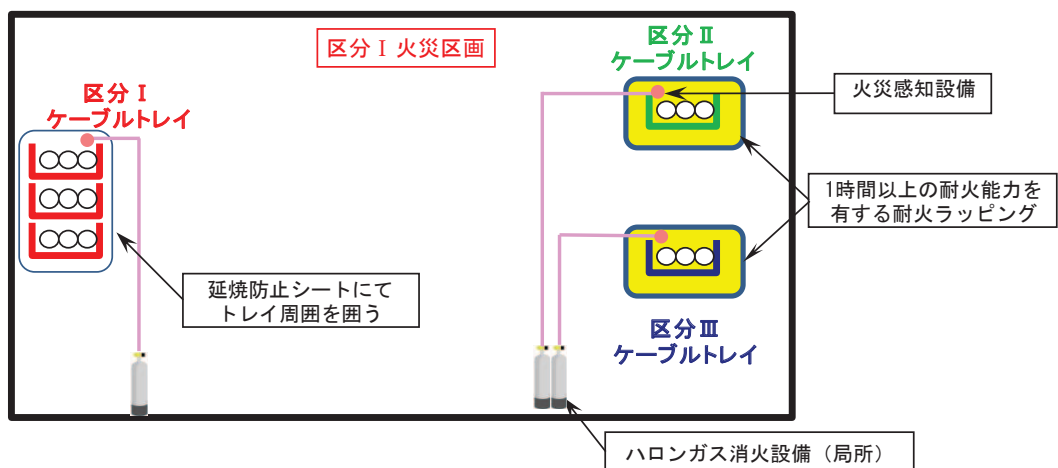 区分Ⅰ火災区画
区分Ⅱ
ケーブルトレイ
火災感知設備
区分Ⅰ
ケーブルトレイ
1時間以上の耐火能力を
有する耐火ラッピング
延焼防止シートにて
トレイ周囲を囲う
区分Ⅲ
ケーブルトレイ
ハロンガス消火設備（局所）